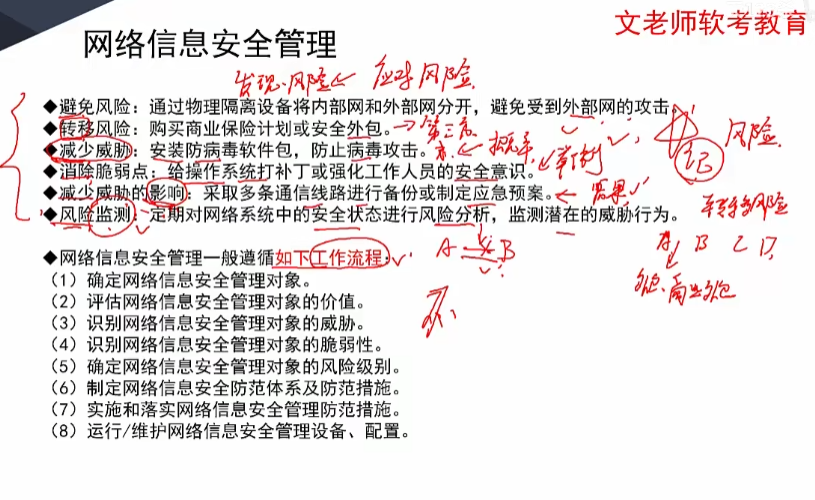 文老师软考教育
网络信息安全管理
发现风险← 应对风险
◆避免风险：通过物理隔离设备将内部网和外部网分开，避免受到外部网的攻击。
◆转移风险：购买商业保险计划或安全外包。→第三方
风险
◆减少威胁：安装防病毒软件包，防止病毒攻击。
概率
◆消除脆弱点：给操作系统打补丁或强化工作人员的安全意识。
◆减少威胁的影响：采取多条通信线路进行备份或制定应急预案。
转移风险
◆风险监测：定期对网络系统中的安全状态进行风险分析，监测潜在的威胁行为。
A B
A B C D
◆网络信息安全管理一般遵循如下工作流程：
（1）确定网络信息安全管理对象。
（2）评估网络信息安全管理对象的价值。
（3）识别网络信息安全管理对象的威胁。
（4）识别网络信息安全管理对象的脆弱性。
（5）确定网络信息安全管理对象的风险级别。
（6）制定网络信息安全防范体系及防范措施。
（7）实施和落实网络信息安全管理防范措施。
（8）运行/维护网络信息安全管理设备、配置。